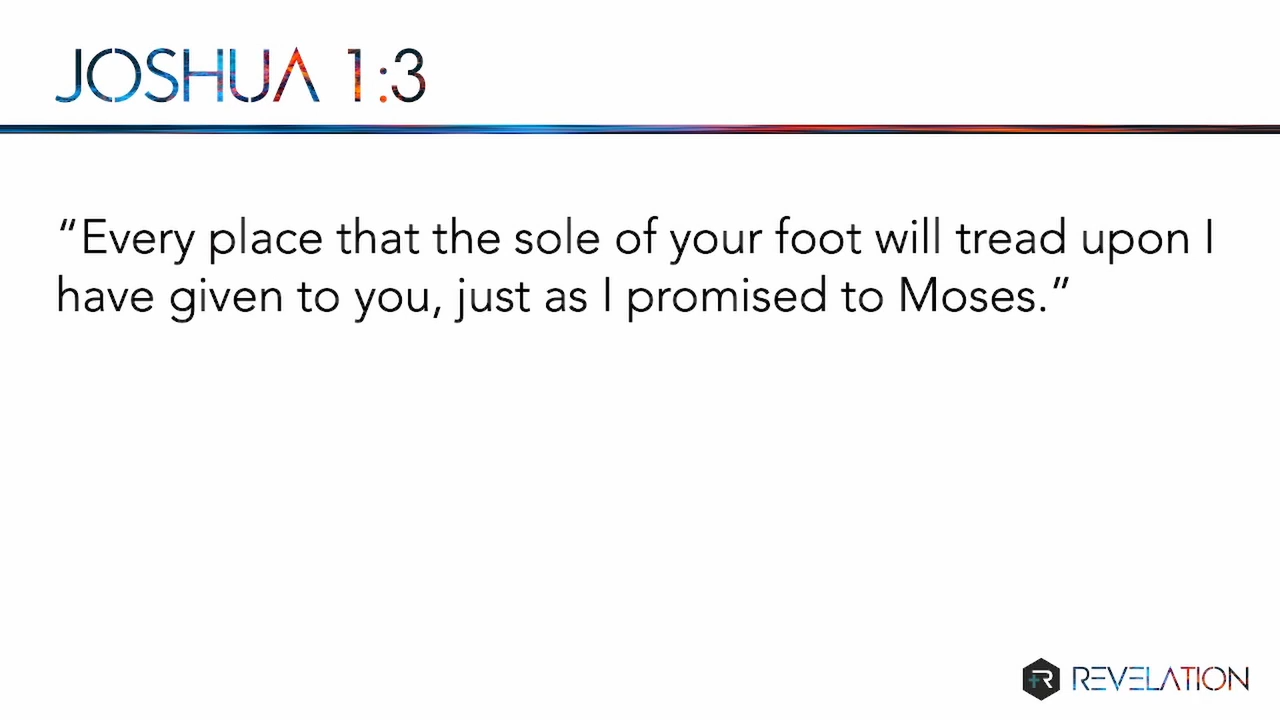 JOSHUA 1:3
“Every place that the sole of your foot will tread upon I
have given to you, just as I promised to Moses.”
R REVELATION